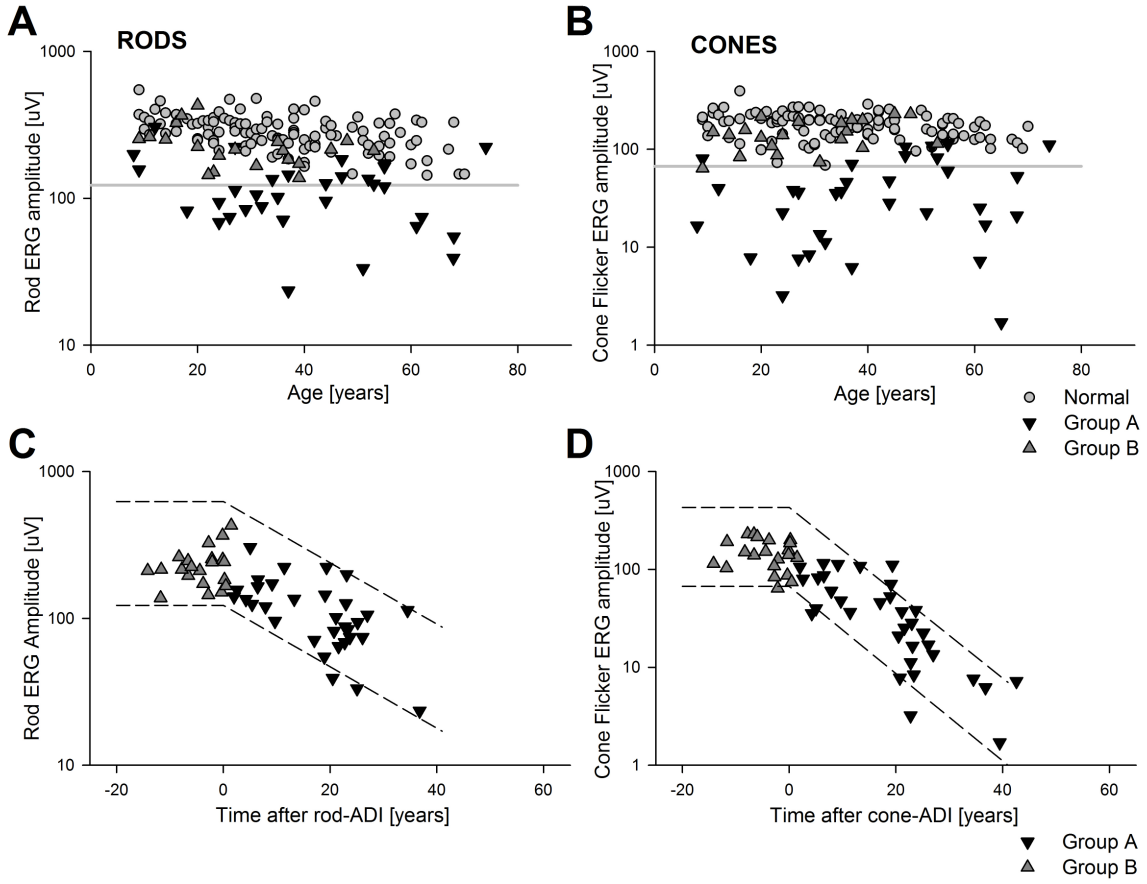 A
RODS
Rod ERG amplitude [uV]
1000
100
10
0 20 40 60 80
Age [years]
B
CONES
Cone Flicker ERG amplitude [uV]
1000
100
10
1
0 20 40 60 80
Age [years]
Normal
Group A
Group B
C
Rod ERG Amplitude [uV]
1000
100
10
-20 0 20 40 60
Time after rod-ADI [years]
D
Cone Flicker ERG amplitude [uV]
1000
100
10
1
-20 0 20 40 60
Time after cone-ADI [years]
Group A
Group B